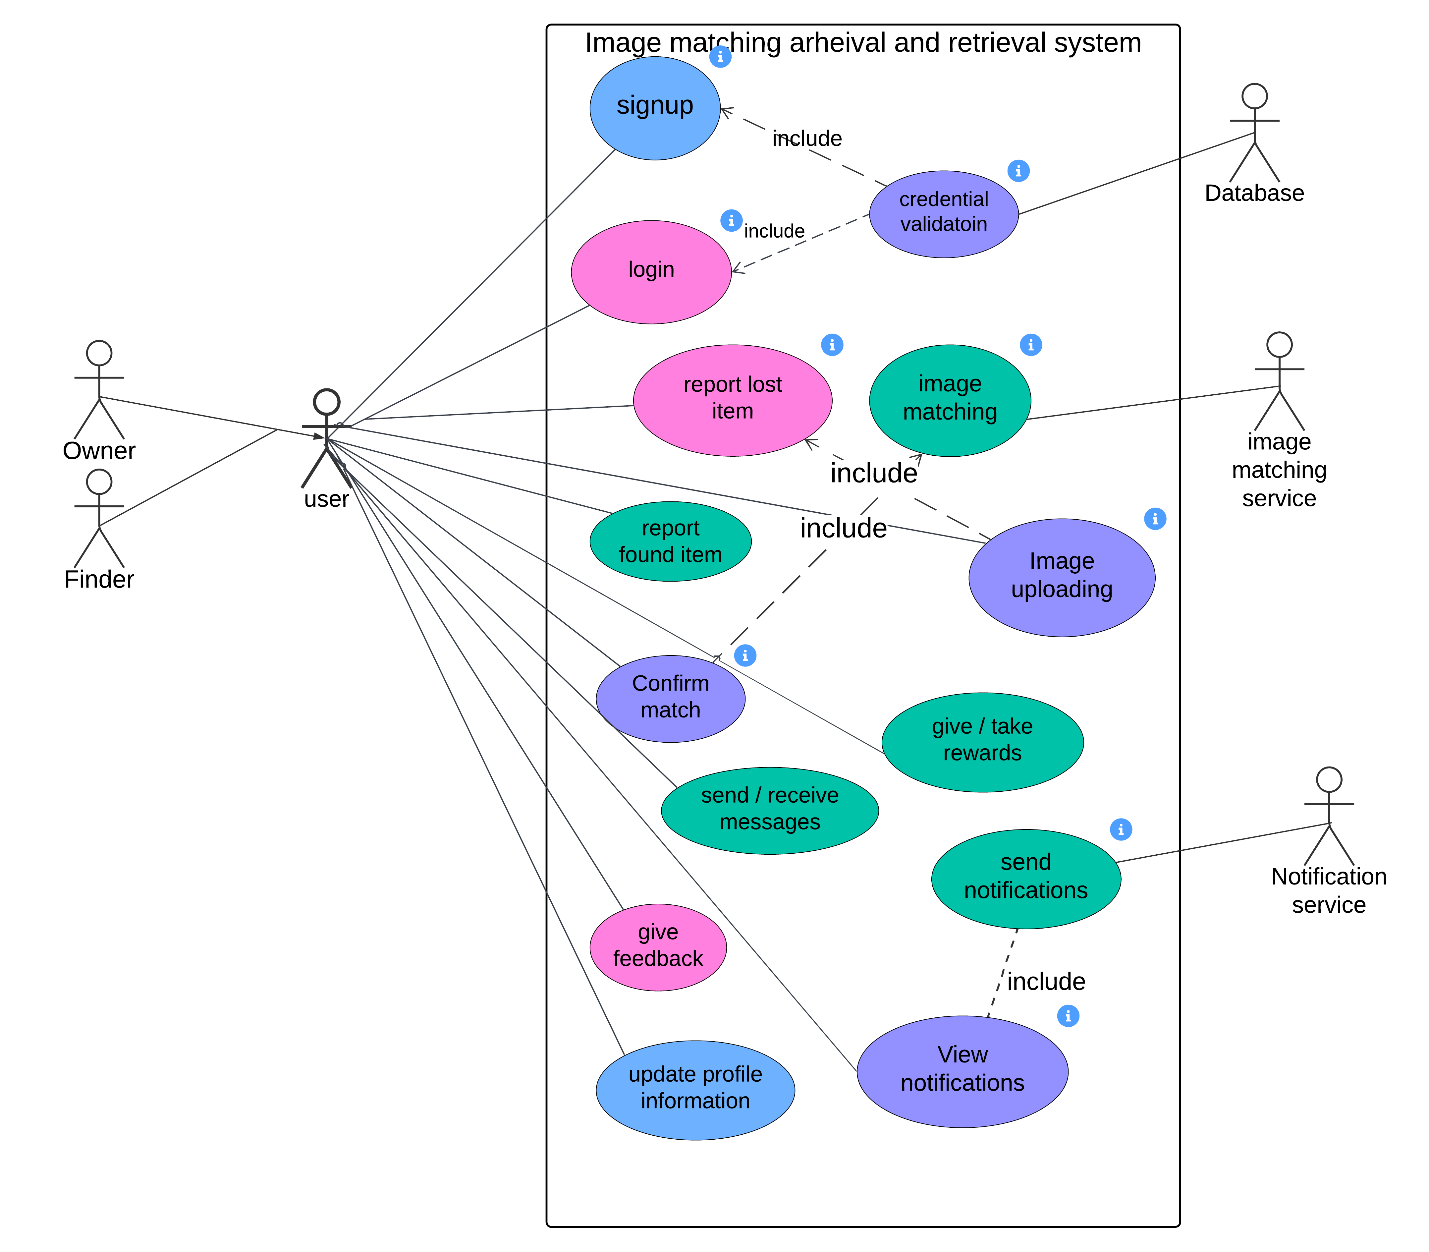 Image matching arheival and retrieval system
signup
include
credential
validatoin
Database
include
login
report lost
item
image
matching
image
matching
service
Owner
user
Finder
include
include
report
found item
Image
uploading
Confirm
match
give / take
rewards
send / receive
messages
send
notifications
Notification
service
give
feedback
include
View
notifications
update profile
information